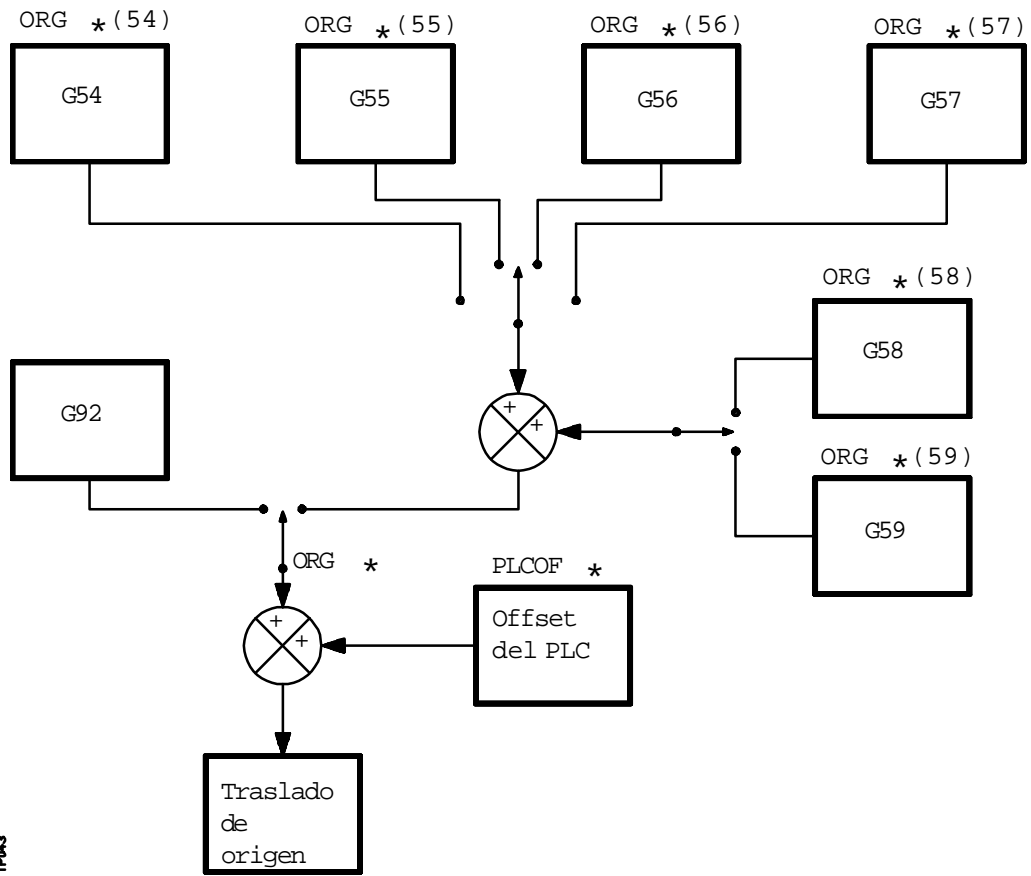 ORG *(54)
ORG *(55)
ORG *(56)
ORG *(57)
G54
G55
G56
G57
ORG *(58)
G58
G92
+
+
ORG *(59)
G59
ORG *
PLCOF *
+
+
Offset
del PLC
Traslado
de
origen